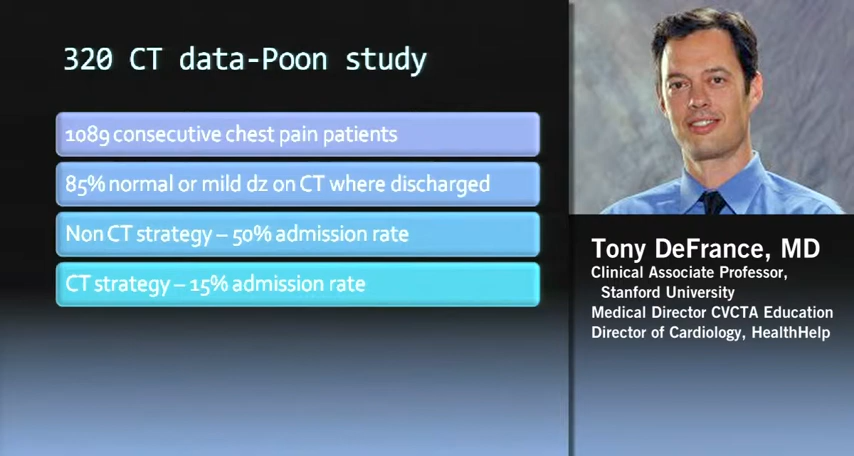 320 CT data-Poon study
1089 consecutive chest pain patients
85% normal or mild dz on CT where discharged
Non CT strategy – 50% admission rate
CT strategy – 15% admission rate
Tony DeFrance, MD
Clinical Associate Professor,
Stanford University
Medical Director CVCTA Education
Director of Cardiology, HealthHelp